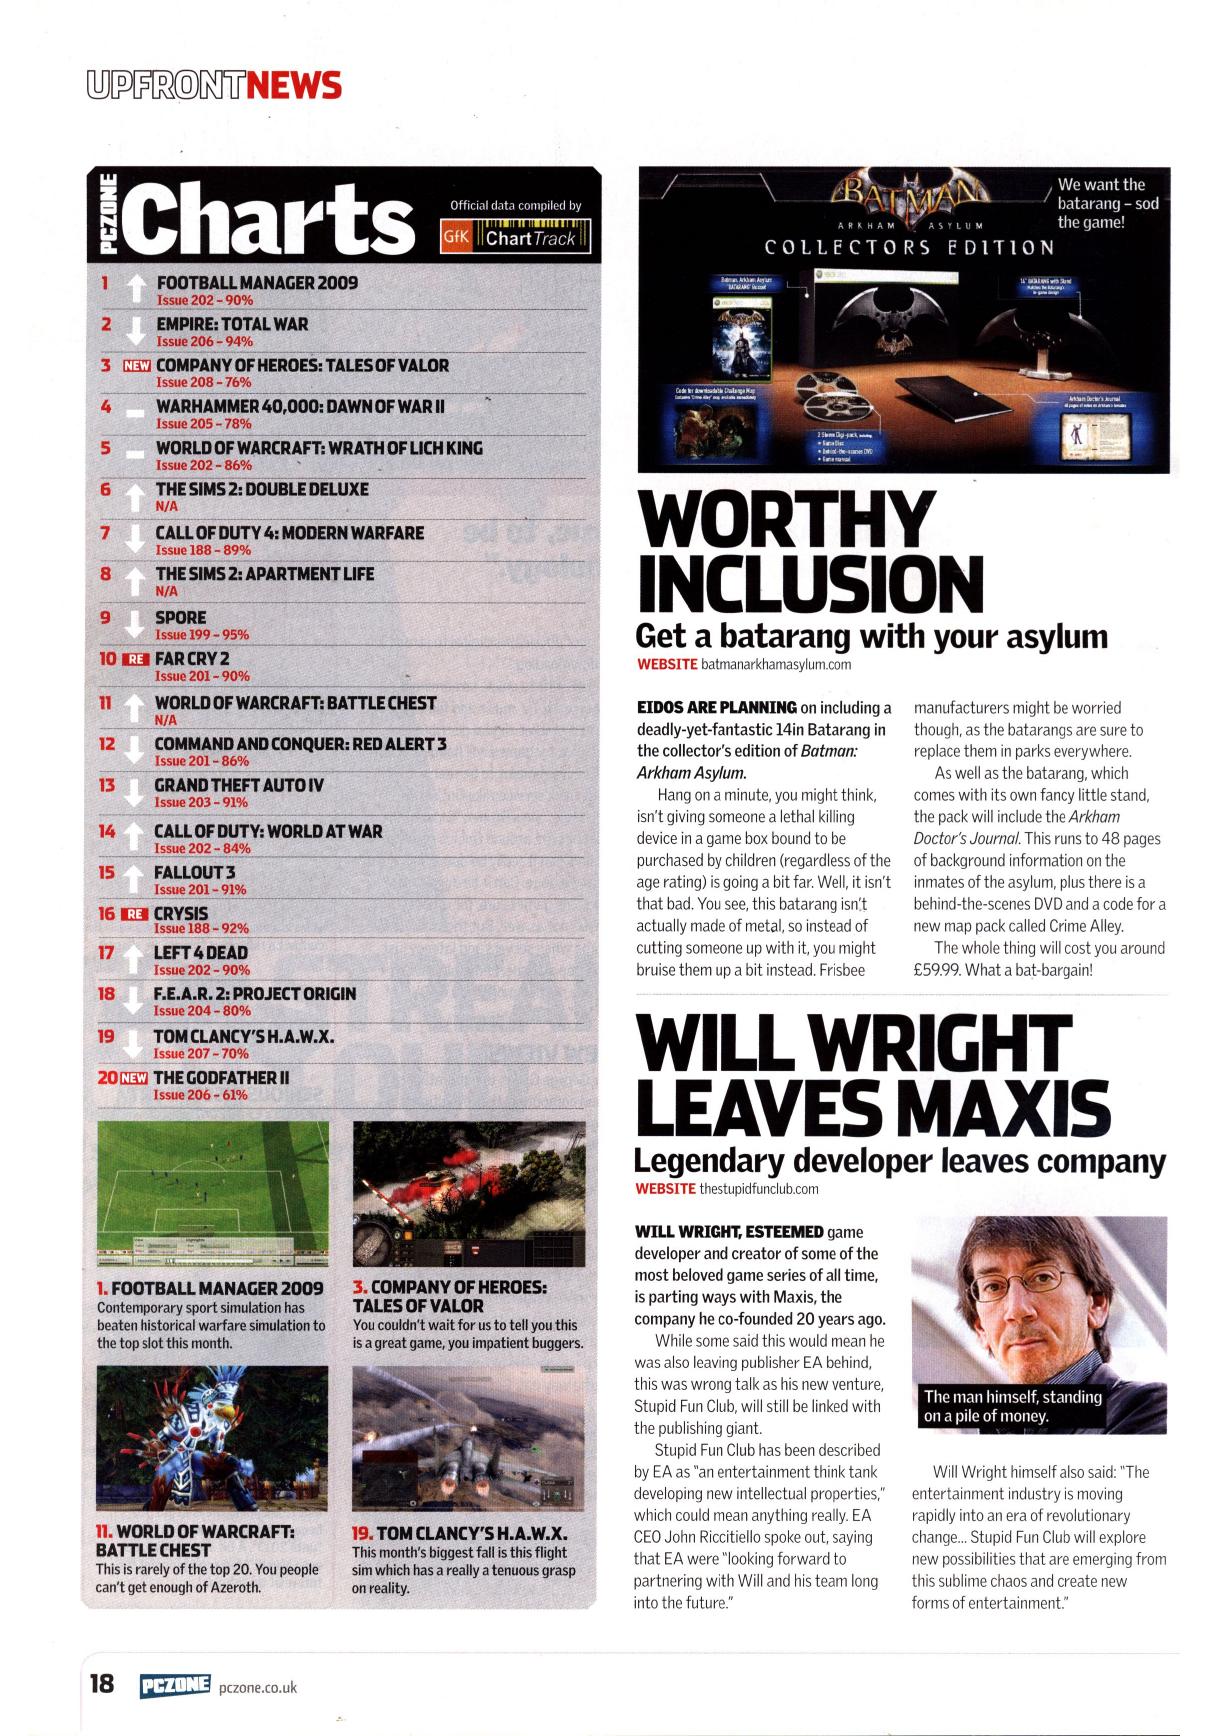 UPFRONTNEWS
PCZONE Charts
Official data compiled by
GfK ChartTrack
1 FOOTBALL MANAGER 2009
Issue 202 – 90%
2 EMPIRE: TOTAL WAR
Issue 206 – 94%
3 NEW COMPANY OF HEROES: TALES OF VALOR
Issue 208 – 76%
4 WARHAMMER 40,000: DAWN OF WAR II
Issue 205 – 78%
5 WORLD OF WARCRAFT: WRATH OF LICH KING
Issue 202 – 86%
6 THE SIMS 2: DOUBLE DELUXE
N/A
7 CALL OF DUTY 4: MODERN WARFARE
Issue 188 – 89%
8 THE SIMS 2: APARTMENT LIFE
N/A
9 SPORE
Issue 199 – 95%
10 RE FAR CRY 2
Issue 201 – 90%
11 WORLD OF WARCRAFT: BATTLE CHEST
N/A
12 COMMAND AND CONQUER: RED ALERT 3
Issue 201 – 86%
13 GRAND THEFT AUTO IV
Issue 203 – 91%
14 CALL OF DUTY: WORLD AT WAR
Issue 202 – 84%
15 FALLOUT 3
Issue 201 – 91%
16 RE CRYSIS
Issue 188 – 92%
17 LEFT 4 DEAD
Issue 202 – 90%
18 F.E.A.R. 2: PROJECT ORIGIN
Issue 204 – 80%
19 TOM CLANCY'S H.A.W.X.
Issue 207 – 70%
20 NEW THE GODFATHER II
Issue 206 – 61%
1. FOOTBALL MANAGER 2009
Contemporary sport simulation has
beaten historical warfare simulation to
the top slot this month.
3. COMPANY OF HEROES:
TALES OF VALOR
You couldn't wait for us to tell you this
is a great game, you impatient buggers.
11. WORLD OF WARCRAFT:
BATTLE CHEST
This is rarely of the top 20. You people
can't get enough of Azeroth.
19. TOM CLANCY'S H.A.W.X.
This month's biggest fall is this flight
sim which has a really a tenuous grasp
on reality.
BATMAN
ARKHAM ASYLUM
COLLECTORS EDITION
We want the
batarang – sod
the game!
Batman: Arkham Asylum
14" BATARANG with Stand
Code for downloadable Challenge Map
Arkham Doctor's Journal
• Game Disc
• Behind-the-scenes DVD
• Game manual
WORTHY
INCLUSION
Get a batarang with your asylum
WEBSITE batmanarkhamasylum.com
EIDOS ARE PLANNING on including a
deadly-yet-fantastic 14in Batarang in
the collector's edition of Batman:
Arkham Asylum.
Hang on a minute, you might think,
isn't giving someone a lethal killing
device in a game box bound to be
purchased by children (regardless of the
age rating) is going a bit far. Well, it isn't
that bad. You see, this batarang isn't
actually made of metal, so instead of
cutting someone up with it, you might
bruise them up a bit instead. Frisbee
manufacturers might be worried
though, as the batarangs are sure to
replace them in parks everywhere.
As well as the batarang, which
comes with its own fancy little stand,
the pack will include the Arkham
Doctor's Journal. This runs to 48 pages
of background information on the
inmates of the asylum, plus there is a
behind-the-scenes DVD and a code for a
new map pack called Crime Alley.
The whole thing will cost you around
£59.99. What a bat-bargain!
WILL WRIGHT
LEAVES MAXIS
Legendary developer leaves company
WEBSITE thestupidfunclub.com
WILL WRIGHT, ESTEEMED game
developer and creator of some of the
most beloved game series of all time,
is parting ways with Maxis, the
company he co-founded 20 years ago.
While some said this would mean he
was also leaving publisher EA behind,
this was wrong talk as his new venture,
Stupid Fun Club, will still be linked with
the publishing giant.
Stupid Fun Club has been described
by EA as "an entertainment think tank
developing new intellectual properties,"
which could mean anything really. EA
CEO John Riccitiello spoke out, saying
that EA were "looking forward to
partnering with Will and his team long
into the future."
The man himself, standing
on a pile of money.
Will Wright himself also said: "The
entertainment industry is moving
rapidly into an era of revolutionary
change... Stupid Fun Club will explore
new possibilities that are emerging from
this sublime chaos and create new
forms of entertainment."
18 PCZONE pczone.co.uk